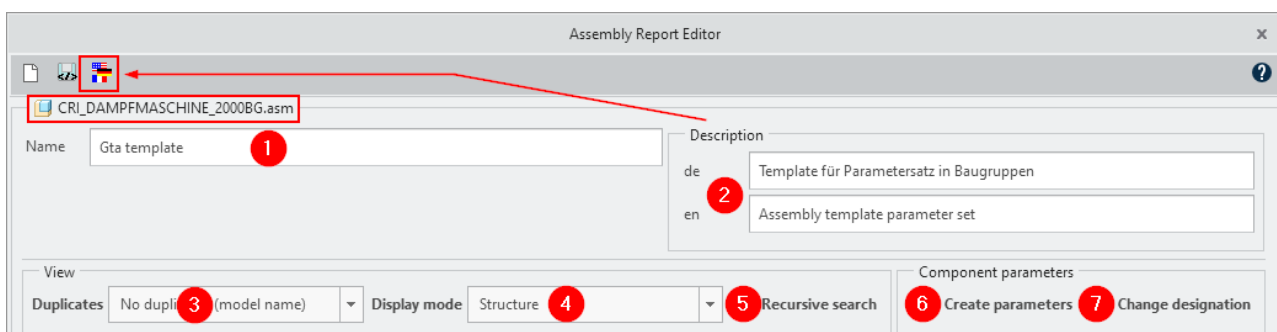 Assembly Report Editor x
</> ?
CRI_DAMPFMASCHINE_2000BG.asm
Name Gta template 1
Description
de Template für Parametersatz in Baugruppen
2
en Assembly template parameter set
View
Duplicates No dupli 3 (model name) Display mode Structure 4 5 Recursive search
Component parameters
6 Create parameters 7 Change designation